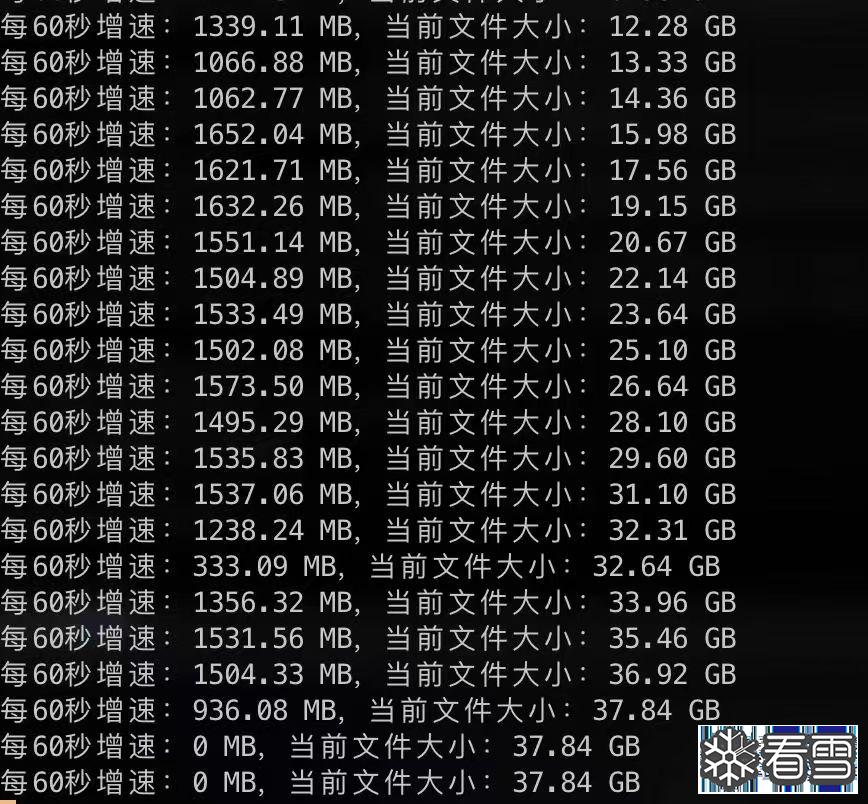 每60秒增速: 1339.11 MB, 当前文件大小: 12.28 GB
每60秒增速: 1066.88 MB, 当前文件大小: 13.33 GB
每60秒增速: 1062.77 MB, 当前文件大小: 14.36 GB
每60秒增速: 1652.04 MB, 当前文件大小: 15.98 GB
每60秒增速: 1621.71 MB, 当前文件大小: 17.56 GB
每60秒增速: 1632.26 MB, 当前文件大小: 19.15 GB
每60秒增速: 1551.14 MB, 当前文件大小: 20.67 GB
每60秒增速: 1504.89 MB, 当前文件大小: 22.14 GB
每60秒增速: 1533.49 MB, 当前文件大小: 23.64 GB
每60秒增速: 1502.08 MB, 当前文件大小: 25.10 GB
每60秒增速: 1573.50 MB, 当前文件大小: 26.64 GB
每60秒增速: 1495.29 MB, 当前文件大小: 28.10 GB
每60秒增速: 1535.83 MB, 当前文件大小: 29.60 GB
每60秒增速: 1537.06 MB, 当前文件大小: 31.10 GB
每60秒增速: 1238.24 MB, 当前文件大小: 32.31 GB
每60秒增速: 333.09 MB, 当前文件大小: 32.64 GB
每60秒增速: 1356.32 MB, 当前文件大小: 33.96 GB
每60秒增速: 1531.56 MB, 当前文件大小: 35.46 GB
每60秒增速: 1504.33 MB, 当前文件大小: 36.92 GB
每60秒增速: 936.08 MB, 当前文件大小: 37.84 GB
每60秒增速: 0 MB, 当前文件大小: 37.84 GB
每60秒增速: 0 MB, 当前文件大小: 37.84 GB
看雪